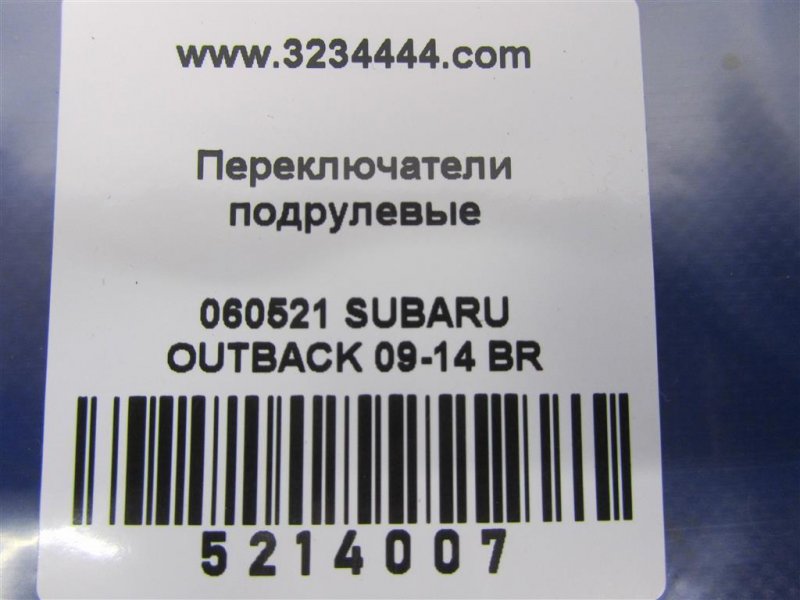 www.3234444.com
Переключатели
подрулевые
060521 SUBARU
OUTBACK 09-14 BR
5214007